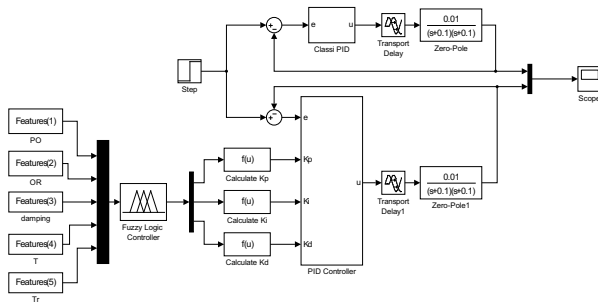 0.01
(s+0.1)(s+0.1)
e
u
Classi PID
Transport
Delay
Zero-Pole
Step
Scope
Features(1)
PO
Features(2)
OR
Features(3)
damping
Features(4)
T
Features(5)
Tr
Fuzzy Logic
Controller
f(u)
Calculate Kp
f(u)
Calculate Ki
f(u)
Calculate Kd
e
Kp
Ki
Kd
u
PID Controller
Transport
Delay1
0.01
(s+0.1)(s+0.1)
Zero-Pole1